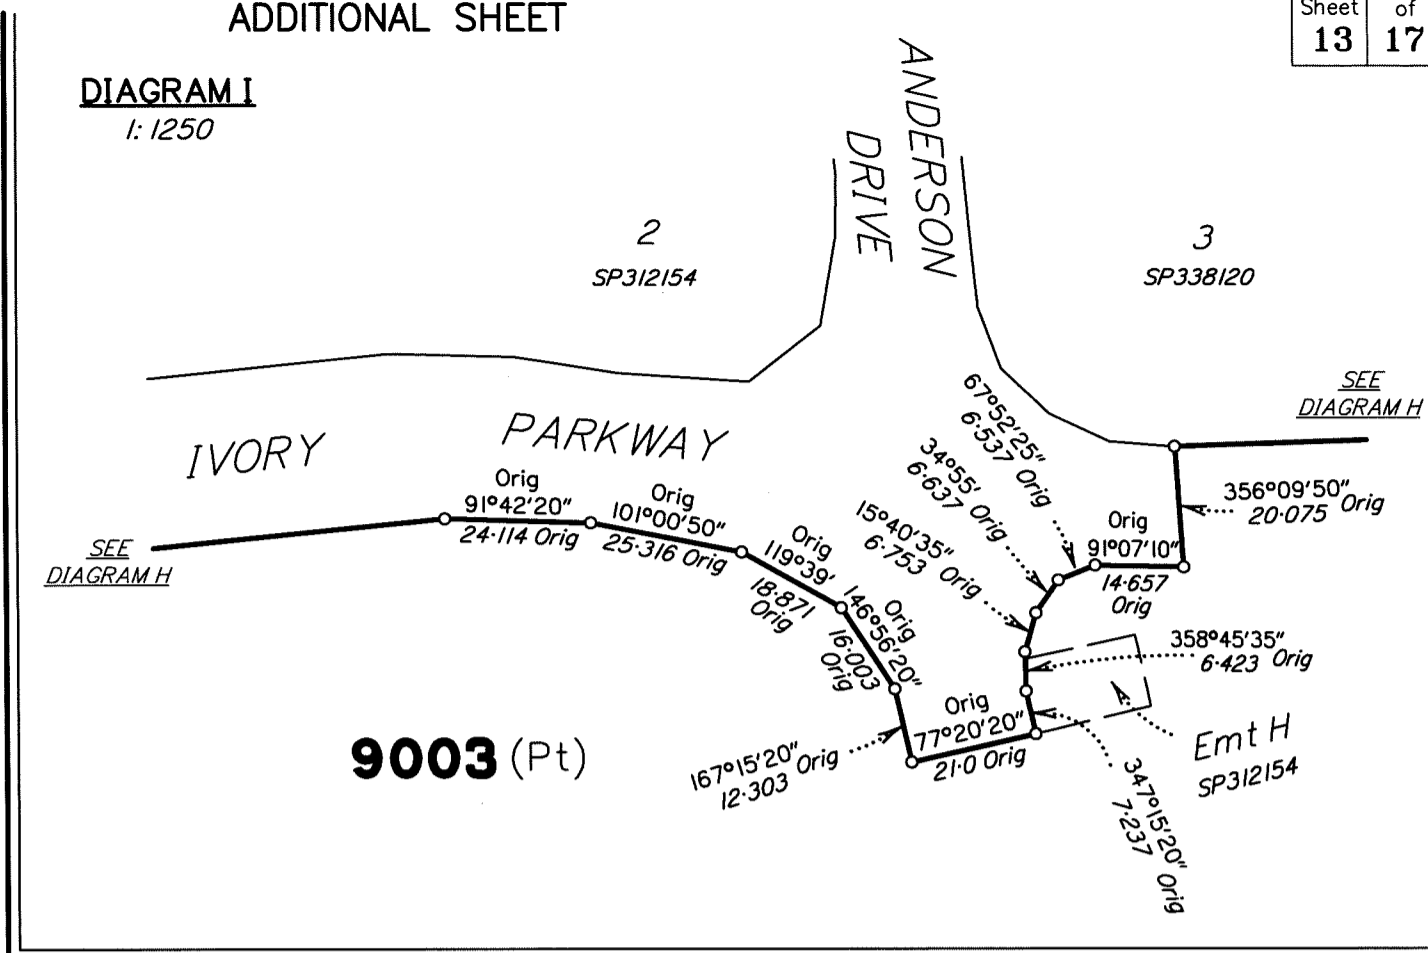 ADDITIONAL SHEET
Sheet of
13 17
DIAGRAM I
1:1250
ANDERSON
DRIVE
2
SP312154
3
SP338120
SEE
DIAGRAM H
IVORY PARKWAY
SEE
DIAGRAM H
Orig
91°42'20"
24·114 Orig
Orig
101°00'50"
25·316 Orig
Orig
119°39'
18·871
Orig
Orig
146°56'20"
16·003
Orig
167°15'20"
12·303 Orig
Orig
77°20'20"
21·0 Orig
347°15'20"
7·237 Orig
358°45'35"
6·423 Orig
15°40'35"
6·753 Orig
34°55'
6·637 Orig
67°52'25"
6·537 Orig
Orig
91°07'10"
14·657
Orig
356°09'50"
20·075 Orig
Emt H
SP312154
9003 (Pt)